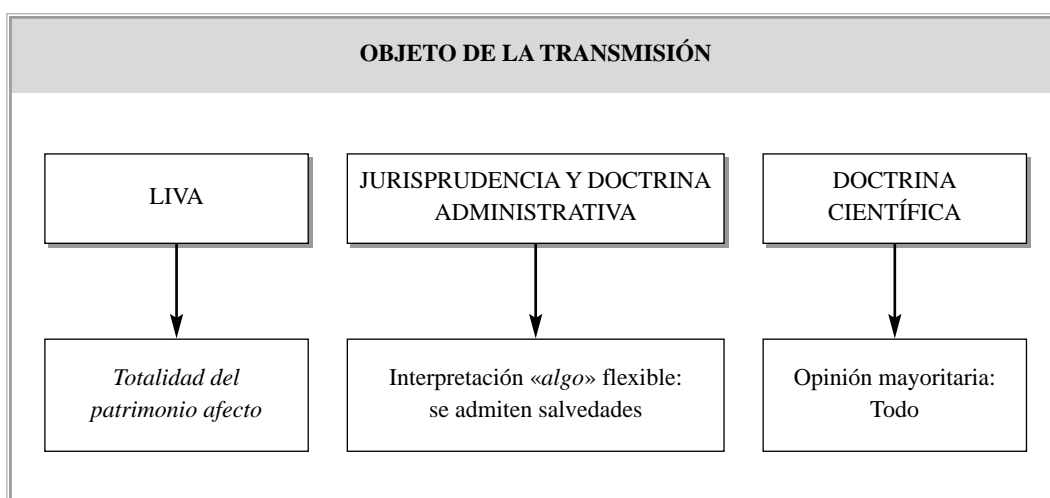 OBJETO DE LA TRANSMISIÓN
LIVA
JURISPRUDENCIA Y DOCTRINA
ADMINISTRATIVA
DOCTRINA
CIENTÍFICA
Totalidad del
patrimonio afecto
Interpretación «algo» flexible:
se admiten salvedades
Opinión mayoritaria:
Todo